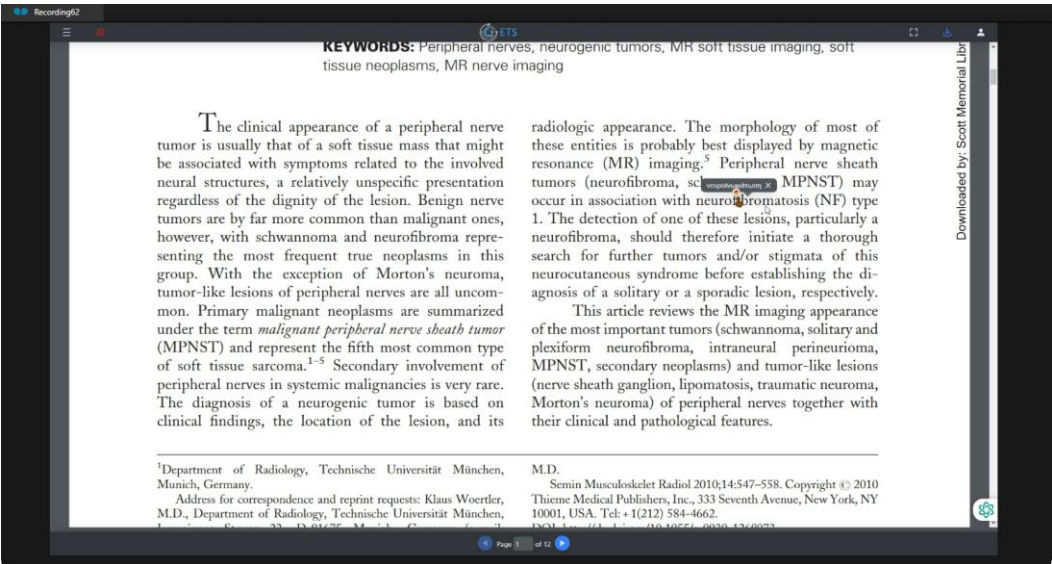 Recording62
ETS
KEYWORDS: Peripheral nerves, neurogenic tumors, MR soft tissue imaging, soft
tissue neoplasms, MR nerve imaging
The clinical appearance of a peripheral nerve
tumor is usually that of a soft tissue mass that might
be associated with symptoms related to the involved
neural structures, a relatively unspecific presentation
regardless of the dignity of the lesion. Benign nerve
tumors are by far more common than malignant ones,
however, with schwannoma and neurofibroma repre-
senting the most frequent true neoplasms in this
group. With the exception of Morton's neuroma,
tumor-like lesions of peripheral nerves are all uncom-
mon. Primary malignant neoplasms are summarized
under the term malignant peripheral nerve sheath tumor
(MPNST) and represent the fifth most common type
of soft tissue sarcoma.1–5 Secondary involvement of
peripheral nerves in systemic malignancies is very rare.
The diagnosis of a neurogenic tumor is based on
clinical findings, the location of the lesion, and its
radiologic appearance. The morphology of most of
these entities is probably best displayed by magnetic
resonance (MR) imaging.5 Peripheral nerve sheath
tumors (neurofibroma, MPNST) may
occur in association with neurofibromatosis (NF) type
1. The detection of one of these lesions, particularly a
neurofibroma, should therefore initiate a thorough
search for further tumors and/or stigmata of this
neurocutaneous syndrome before establishing the di-
agnosis of a solitary or a sporadic lesion, respectively.
This article reviews the MR imaging appearance
of the most important tumors (schwannoma, solitary and
plexiform neurofibroma, intraneural perineurioma,
MPNST, secondary neoplasms) and tumor-like lesions
(nerve sheath ganglion, lipomatosis, traumatic neuroma,
Morton's neuroma) of peripheral nerves together with
their clinical and pathological features.
1Department of Radiology, Technische Universität München,
Munich, Germany.
Address for correspondence and reprint requests: Klaus Woertler,
M.D., Department of Radiology, Technische Universität München,
M.D.
Semin Musculoskelet Radiol 2010;14:547–558. Copyright © 2010
Thieme Medical Publishers, Inc., 333 Seventh Avenue, New York, NY
10001, USA. Tel: +1(212) 584-4662.
Downloaded by: Scott Memorial Libr
Page 1 of 12